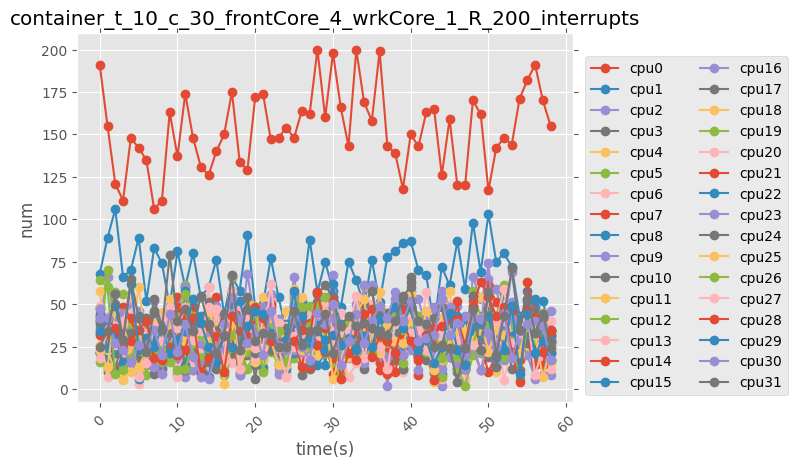 container_t_10_c_30_frontCore_4_wrkCore_1_R_200_interrupts
200
175
150
125
100
75
50
25
0
num
0
10
20
30
40
50
60
time(s)
cpu0
cpu1
cpu2
cpu3
cpu4
cpu5
cpu6
cpu7
cpu8
cpu9
cpu10
cpu11
cpu12
cpu13
cpu14
cpu15
cpu16
cpu17
cpu18
cpu19
cpu20
cpu21
cpu22
cpu23
cpu24
cpu25
cpu26
cpu27
cpu28
cpu29
cpu30
cpu31